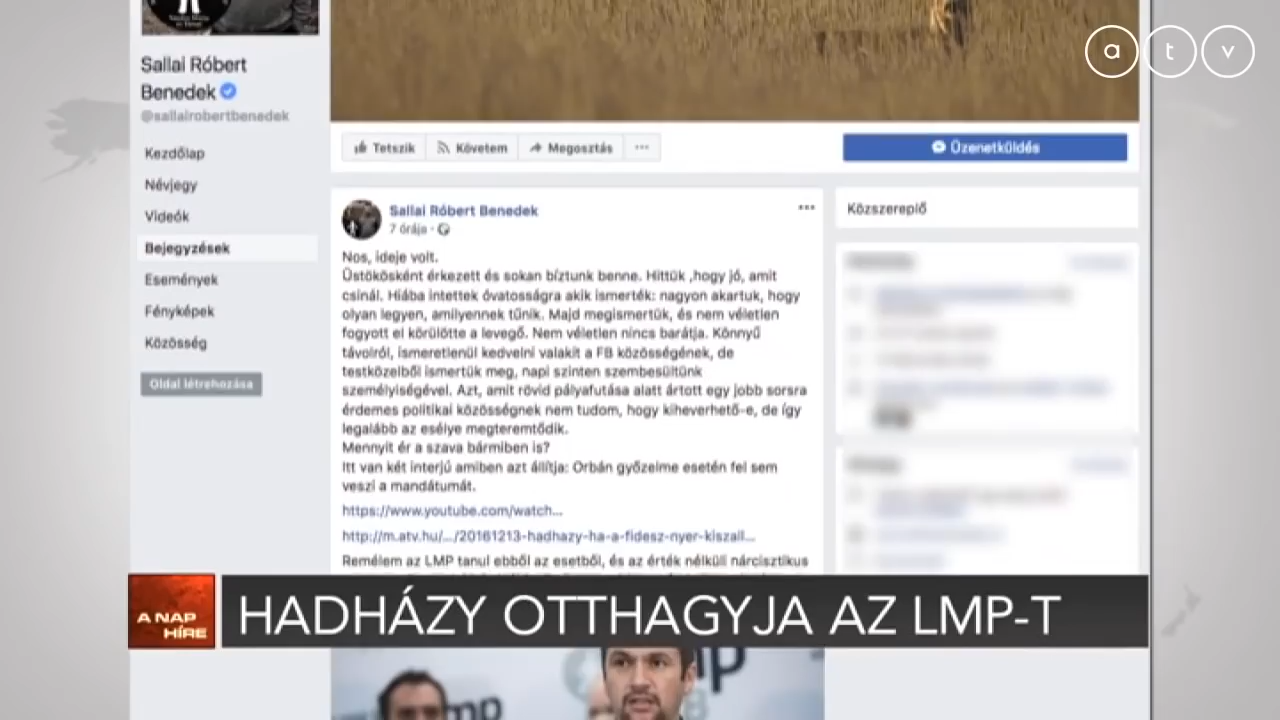 a t v
Sallai Róbert
Benedek
@sallairobertbenedek
Kezdőlap
Névjegy
Videók
Bejegyzések
Események
Fényképek
Közösség
Oldal létrehozása
Tetszik Követem Megosztás ...
Üzenetküldés
Sallai Róbert Benedek
7 órája ·
Nos, ideje volt.
Üstökösként érkezett és sokan bíztunk benne. Hittük ,hogy jó, amit
csinál. Hiába intettek óvatosságra akik ismerték: nagyon akartuk, hogy
olyan legyen, amilyennek tűnik. Majd megismertük, és nem véletlen
fogyott el körülötte a levegő. Nem véletlen nincs barátja. Könnyű
távolról, ismeretlenül kedvelni valakit a FB közösségének, de
testközelből ismertük meg, napi szinten szembesültünk
személyiségével. Azt, amit rövid pályafutása alatt ártott egy jobb sorsra
érdemes politikai közösségnek nem tudom, hogy kiheverhető-e, de így
legalább az esélye megteremtődik.
Mennyit ér a szava bármiben is?
Itt van két interjú amiben azt állítja: Orbán győzelme esetén fel sem
veszi a mandátumát.
https://www.youtube.com/watch...
http://m.atv.hu/.../20161213-hadhazy-ha-a-fidesz-nyer-kiszall...
Remélem az LMP tanul ebből az esetből, és az érték nélküli nárcisztikus
Közszereplő
A NAP
HÍRE
HADHÁZY OTTHAGYJA AZ LMP-T
mp
mp